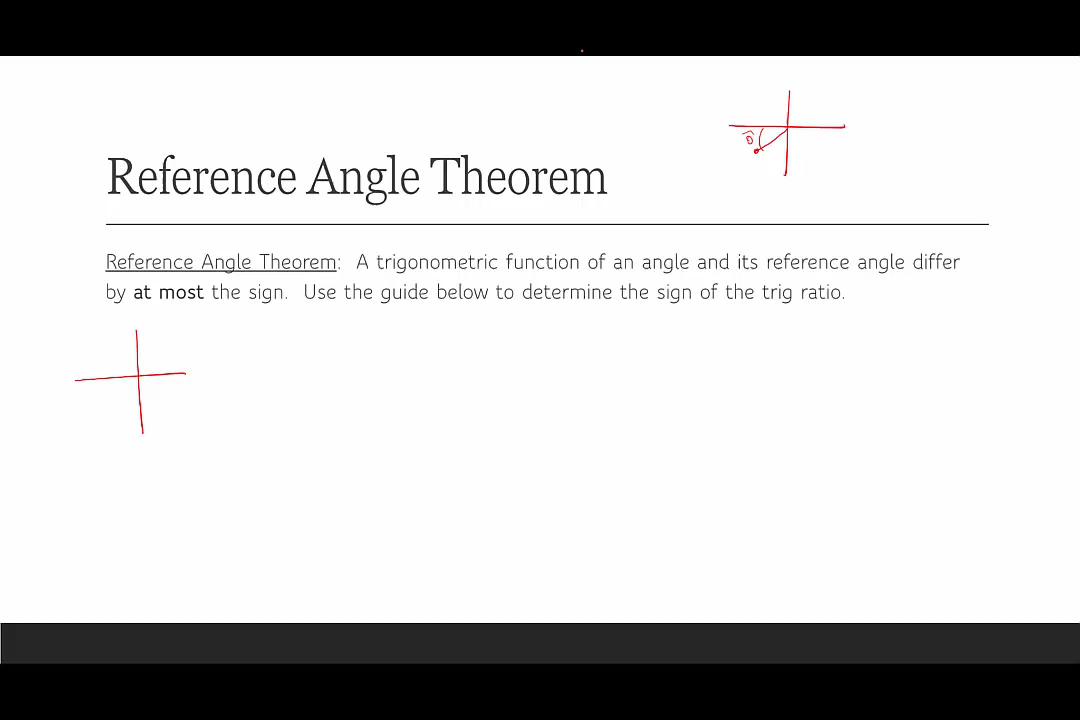 Reference Angle Theorem
Reference Angle Theorem: A trigonometric function of an angle and its reference angle differ
by at most the sign. Use the guide below to determine the sign of the trig ratio.